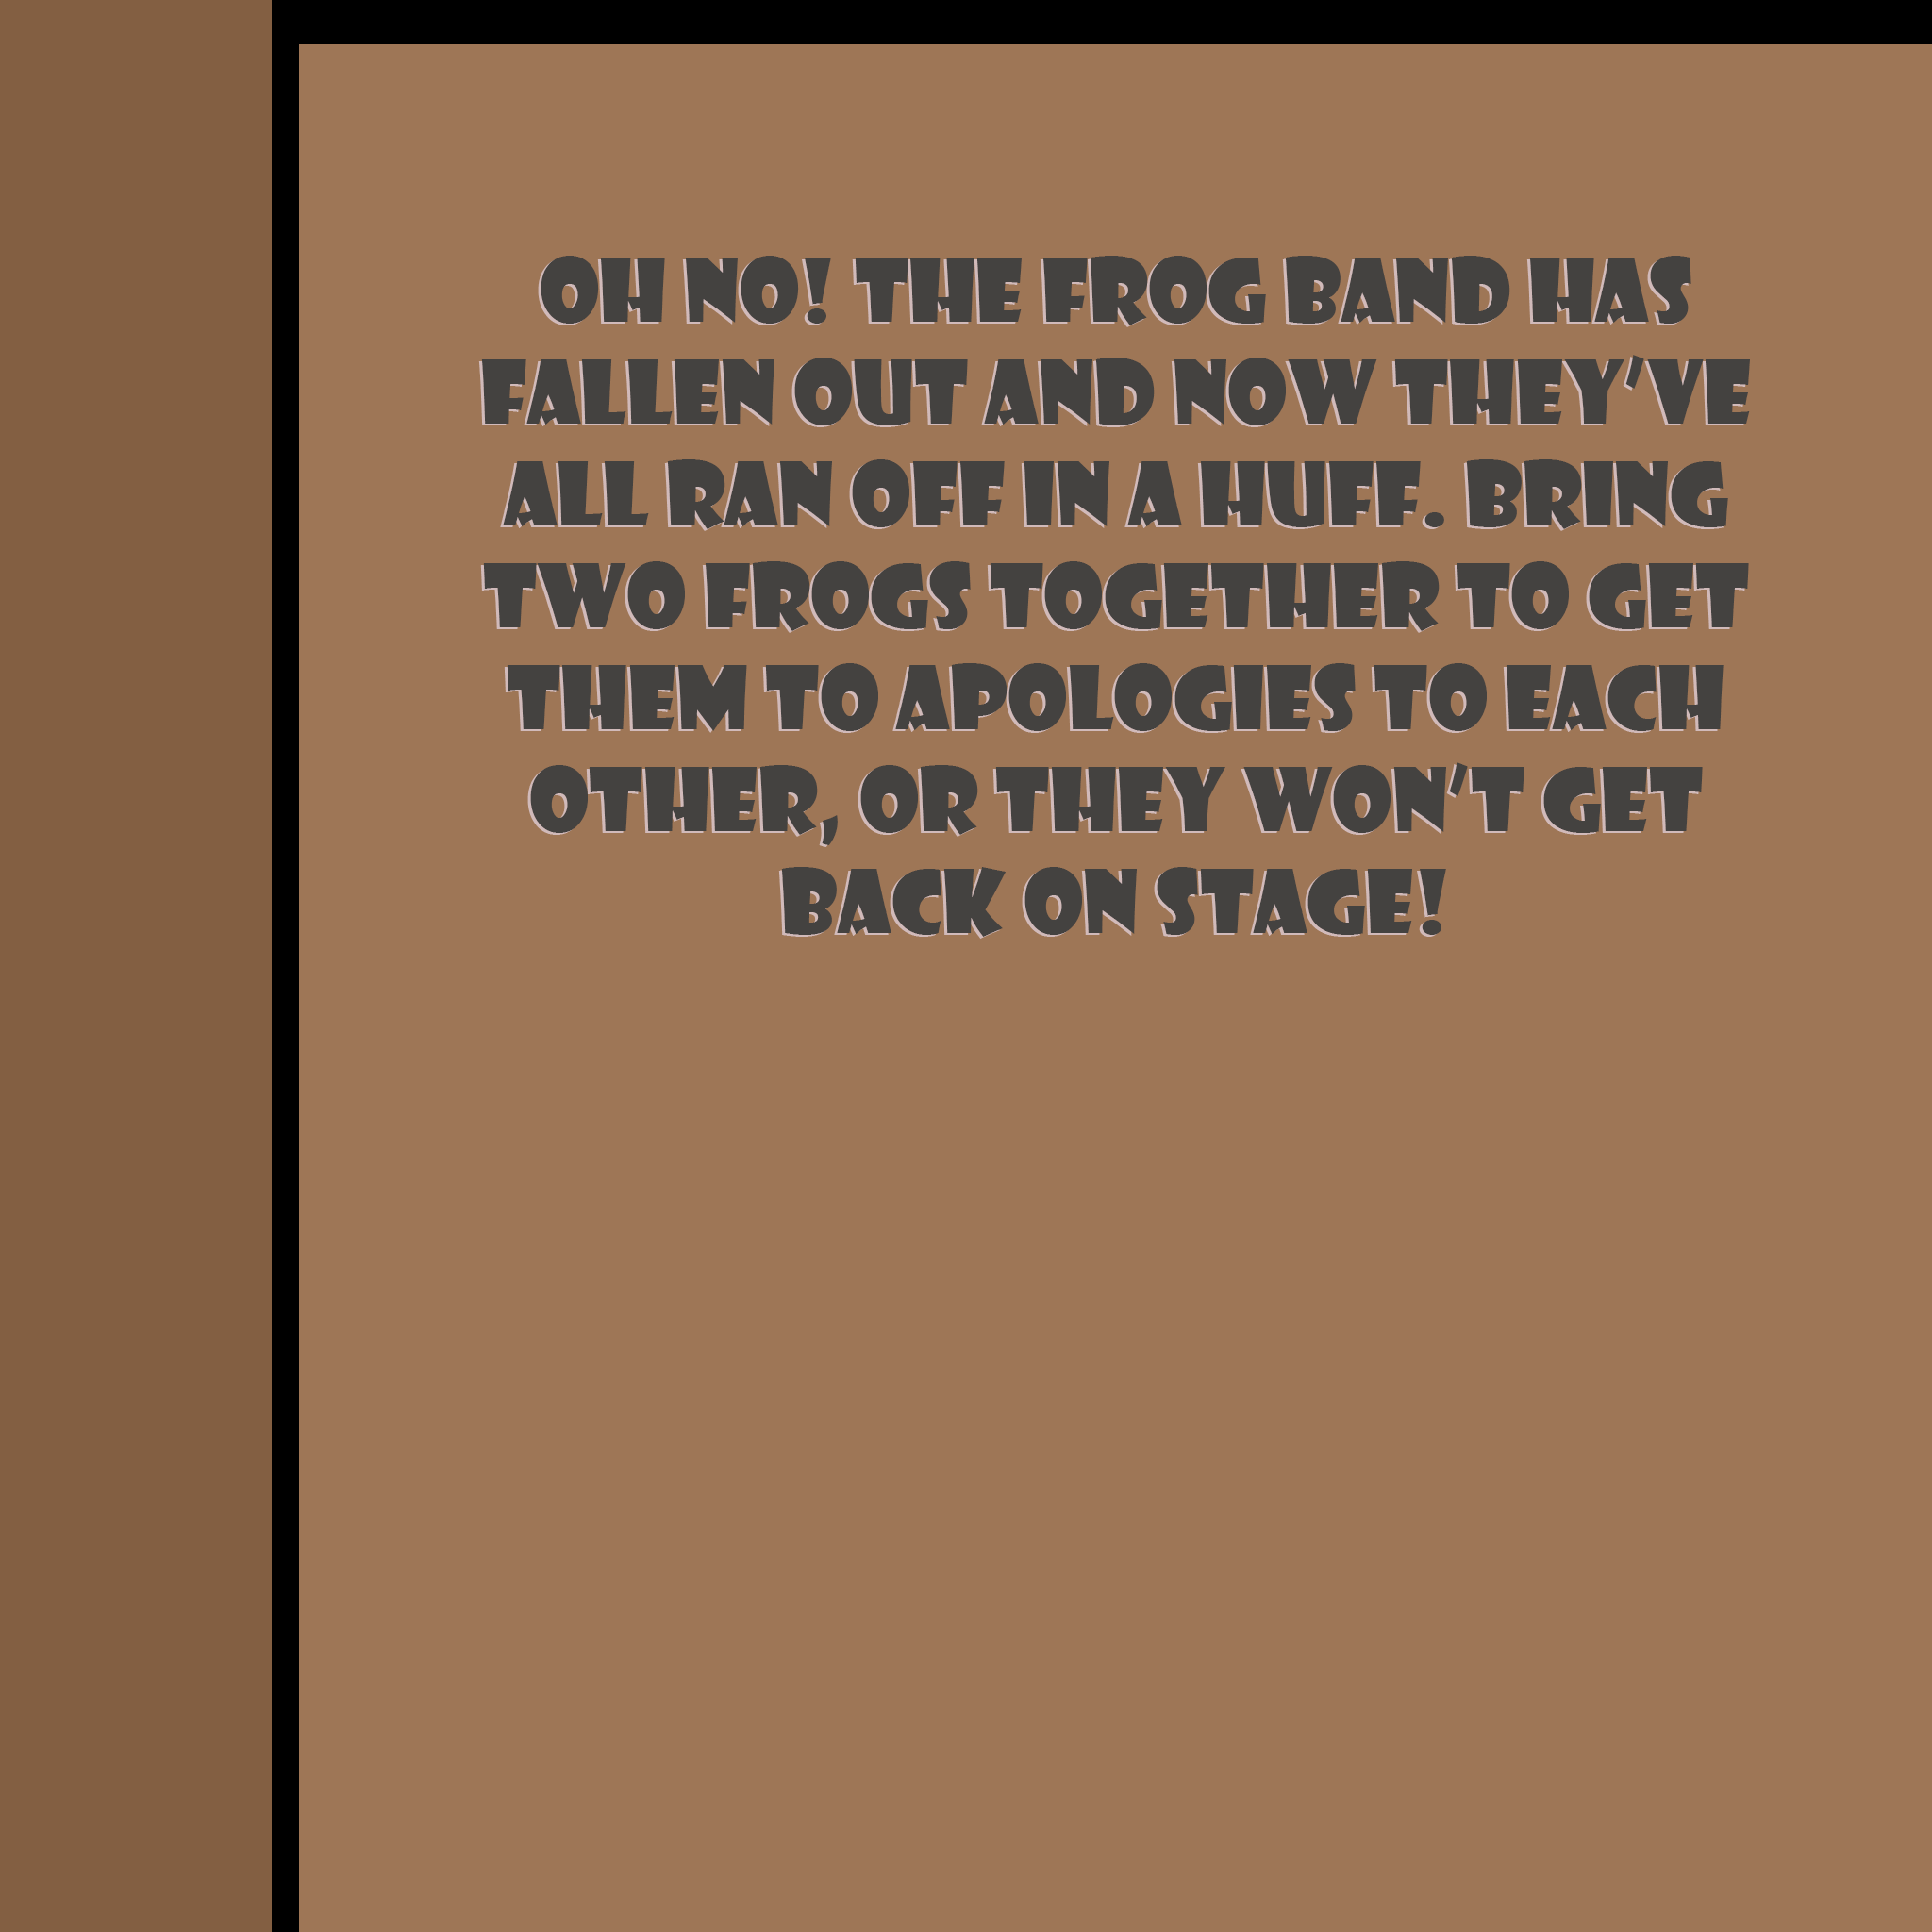 OH NO! THE FROG BAND HAS
FALLEN OUT AND NOW THEY'VE
ALL RAN OFF IN A HUFF. BRING
TWO FROGS TOGETHER TO GET
THEM TO APOLOGIES TO EACH
OTHER, OR THEY WON'T GET
BACK ON STAGE!